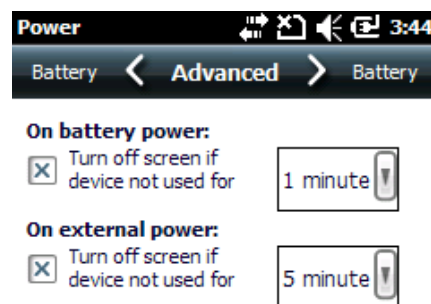 Power 3:44
Battery Advanced Battery
On battery power:
Turn off screen if
device not used for
1 minute
On external power:
Turn off screen if
device not used for
5 minute